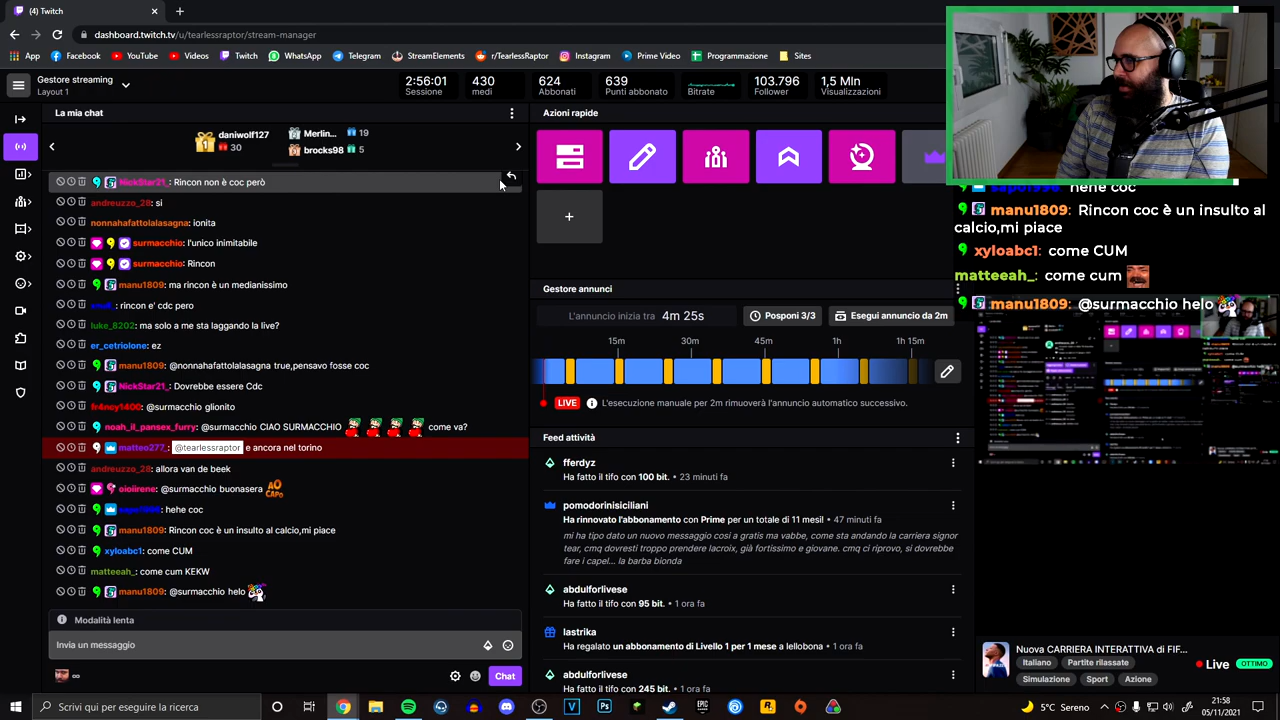 (4) Twitch
dashboard.twitch.tv/u/tearlessraptor/stream-manager
App Facebook YouTube Videos Twitch WhatsApp Telegram StreamElements r/TearlessRaptor Instagram Prime Video Programmazione Sites
Gestore streaming
Layout 1
2:56:01 430 624 639 103.796 1,5 Mln
Sessione medi Abbonati Punti abbonato Bitrate Follower Visualizzazioni
La mia chat
daniwolf127
30
Merlin... 19
brocks98 5
NickStar21_: Rincon non è coc però
andreuzzo_28: si
nonnahafattolalasagna: ionita
surmacchio: l'unico inimitabile
surmacchio: Rincon
manu1809: ma rincon è un medianissimo
: rincon e' cdc pero
luke_8202: ma solo a me sta laggando la live?
er_cetriolone: ez
manu1809: @nonnahafattolalasagna troppo
NickStar21_: Dovrebbe essere Cdc
fr4ncy1400: @surmacchio glionito
noah_il_pansex_furry: @surmacchio CIAO SUR
re va!
matteo277_: @tearlessraptor e ancora
andreuzzo_28: allora van de beek
oioiirene: @surmacchio buonasera AO CAPO
: hehe coc
manu1809: Rincon coc è un insulto al calcio,mi piace
xyloabc1: come CUM
matteeah_: come cum KEKW
manu1809: @surmacchio helo
Modalità lenta
Invia un messaggio
Chat
Azioni rapide
Gestore annunci
L'annuncio inizia tra 4m 25s
Posponi 3/3
Esegui annuncio da 2m
15m 30m 45m 1h 1h 15m
LIVE
Feed attività
fferdyz
Ha fatto il tifo con 100 bit. • 23 minuti fa
pomodorinisiciliani
Ha rinnovato l'abbonamento con Prime per un totale di 11 mesi! • 47 minuti fa
mi ha tipo dato un nuovo messaggio cosi a gratis ma vabbe, come sta andando la carriera signor
tear, cmq dovresti troppo prendere lacroix, già fortissimo e giovane. cmq ci riprovo, si dovrebbe
fare i capel... la barba bionda
abdulforlivese
Ha fatto il tifo con 95 bit. • 1 ora fa
lastrika
Ha regalato un abbonamento di Livello 1 per 1 mese a lellobona • 1 ora fa
abdulforlivese
Ha fatto il tifo con 245 bit. • 1 ora fa
sapo1996 hehe coc
manu1809: Rincon coc è un insulto al
calcio,mi piace
xyloabc1: come CUM
matteeah_: come cum
manu1809: @surmacchio helo
Nuova CARRIERA INTERATTIVA di FIF...
Italiano Partite rilassate
Simulazione Sport Azione
Live OTTIMO
Scrivi qui per eseguire la ricerca
5°C Sereno
21:58
05/11/2021